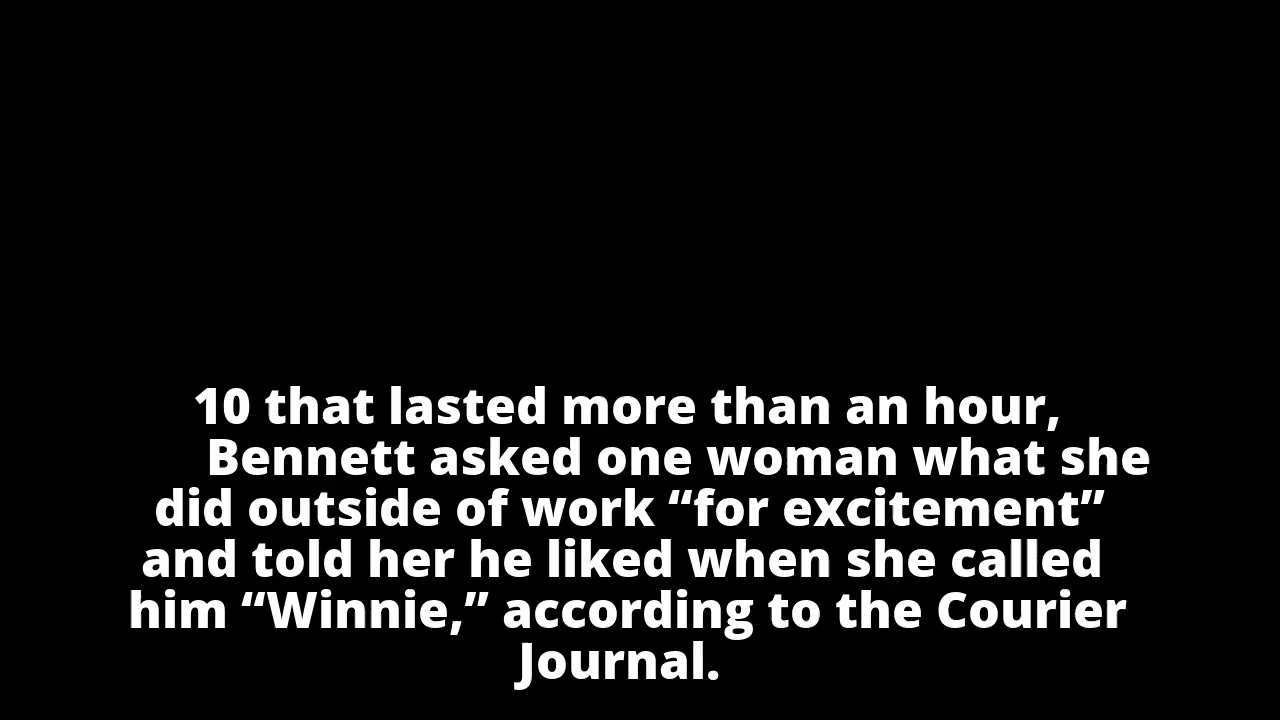 10 that lasted more than an hour,
Bennett asked one woman what she
did outside of work “for excitement”
and told her he liked when she called
him “Winnie,” according to the Courier
Journal.